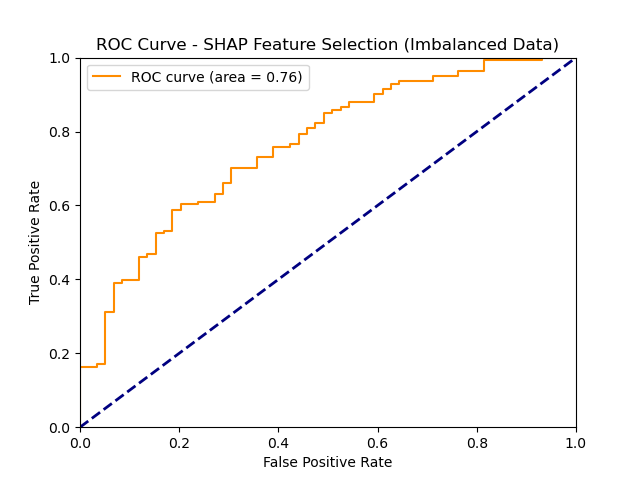 ROC Curve - SHAP Feature Selection (Imbalanced Data)
ROC curve (area = 0.76)
1.0
0.8
0.6
0.4
0.2
0.0
True Positive Rate
0.0 0.2 0.4 0.6 0.8 1.0
False Positive Rate